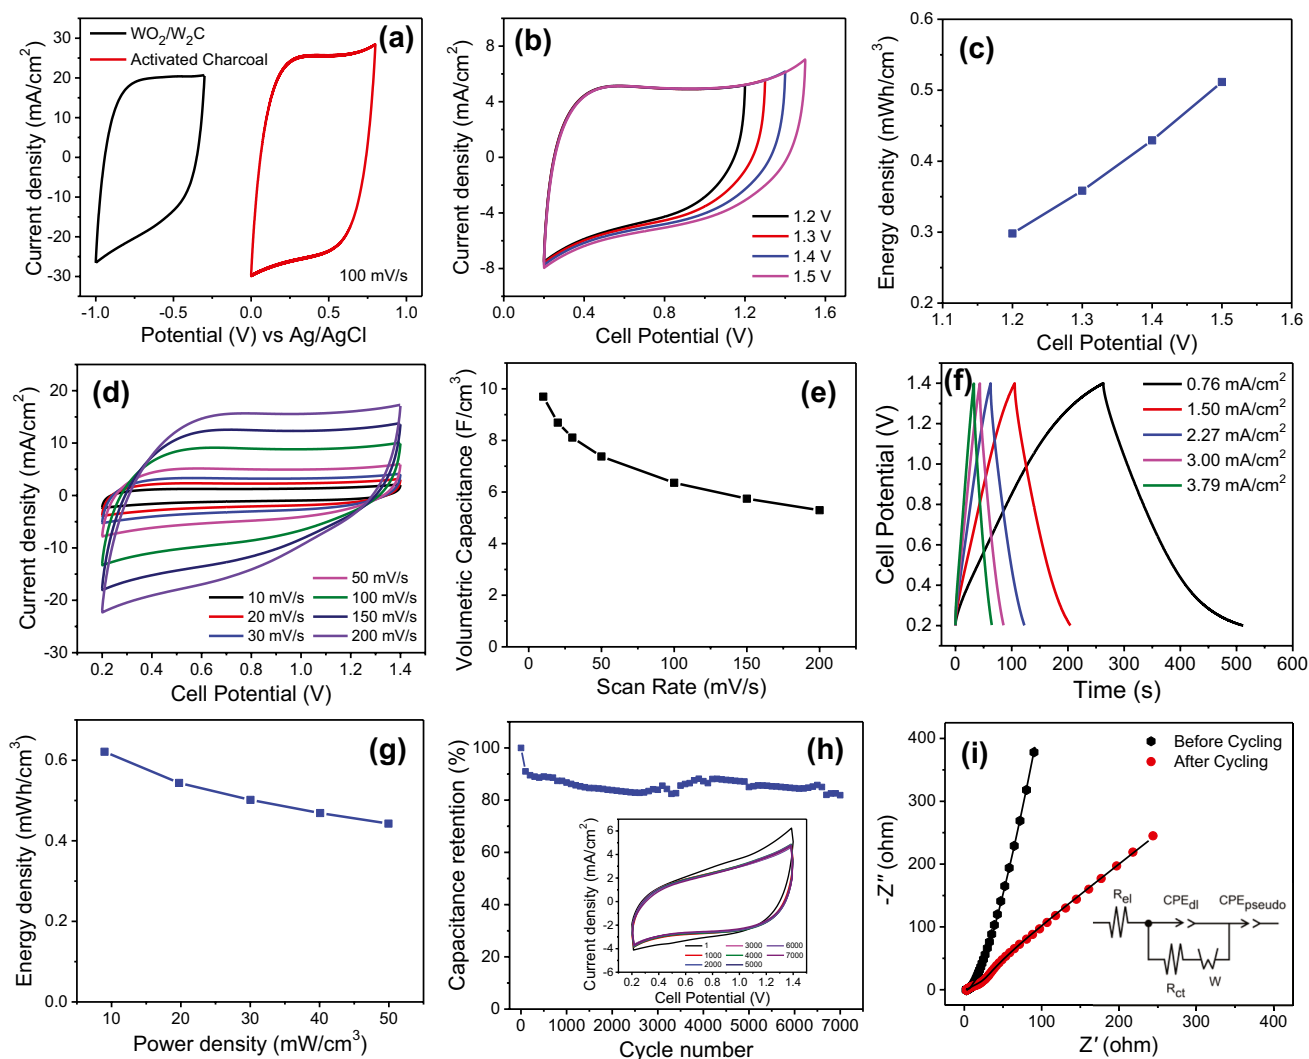 (a)
WO₂/W₂C
Activated Charcoal
100 mV/s
30
20
10
0
-10
-20
-30
-1.0
-0.5
0.0
0.5
1.0
Current density (mA/cm²)
Potential (V) vs Ag/AgCl
(b)
1.2 V
1.3 V
1.4 V
1.5 V
8
4
0
-4
-8
0.0
0.4
0.8
1.2
1.6
Current density (mA/cm²)
Cell Potential (V)
(c)
0.6
0.5
0.4
0.3
0.2
1.1
1.2
1.3
1.4
1.5
1.6
Energy density (mWh/cm³)
Cell Potential (V)
(d)
50 mV/s
10 mV/s
100 mV/s
20 mV/s
150 mV/s
30 mV/s
200 mV/s
20
10
0
-10
-20
-30
0.2
0.4
0.6
0.8
1.0
1.2
1.4
Current density (mA/cm²)
Cell Potential (V)
(e)
10
8
6
4
2
0
0
50
100
150
200
Volumetric Capacitance (F/cm³)
Scan Rate (mV/s)
(f)
0.76 mA/cm²
1.50 mA/cm²
2.27 mA/cm²
3.00 mA/cm²
3.79 mA/cm²
1.4
1.2
1.0
0.8
0.6
0.4
0.2
0
100
200
300
400
500
600
Cell Potential (V)
Time (s)
(g)
0.6
0.4
0.2
0.0
10
20
30
40
50
Energy density (mWh/cm³)
Power density (mW/cm³)
(h)
100
80
60
40
20
0
0
1000
2000
3000
4000
5000
6000
7000
Capacitance retention (%)
Cycle number
6
4
2
0
-2
-4
-6
0.2
0.4
0.6
0.8
1.0
1.2
1.4
Current density (mA/cm²)
Cell Potential (V)
1
3000
6000
1000
4000
7000
2000
5000
(i)
Before Cycling
After Cycling
400
300
200
100
0
0
100
200
300
400
-Z″ (ohm)
Z′ (ohm)
Rel
CPEdl
CPEpseudo
Rct
W